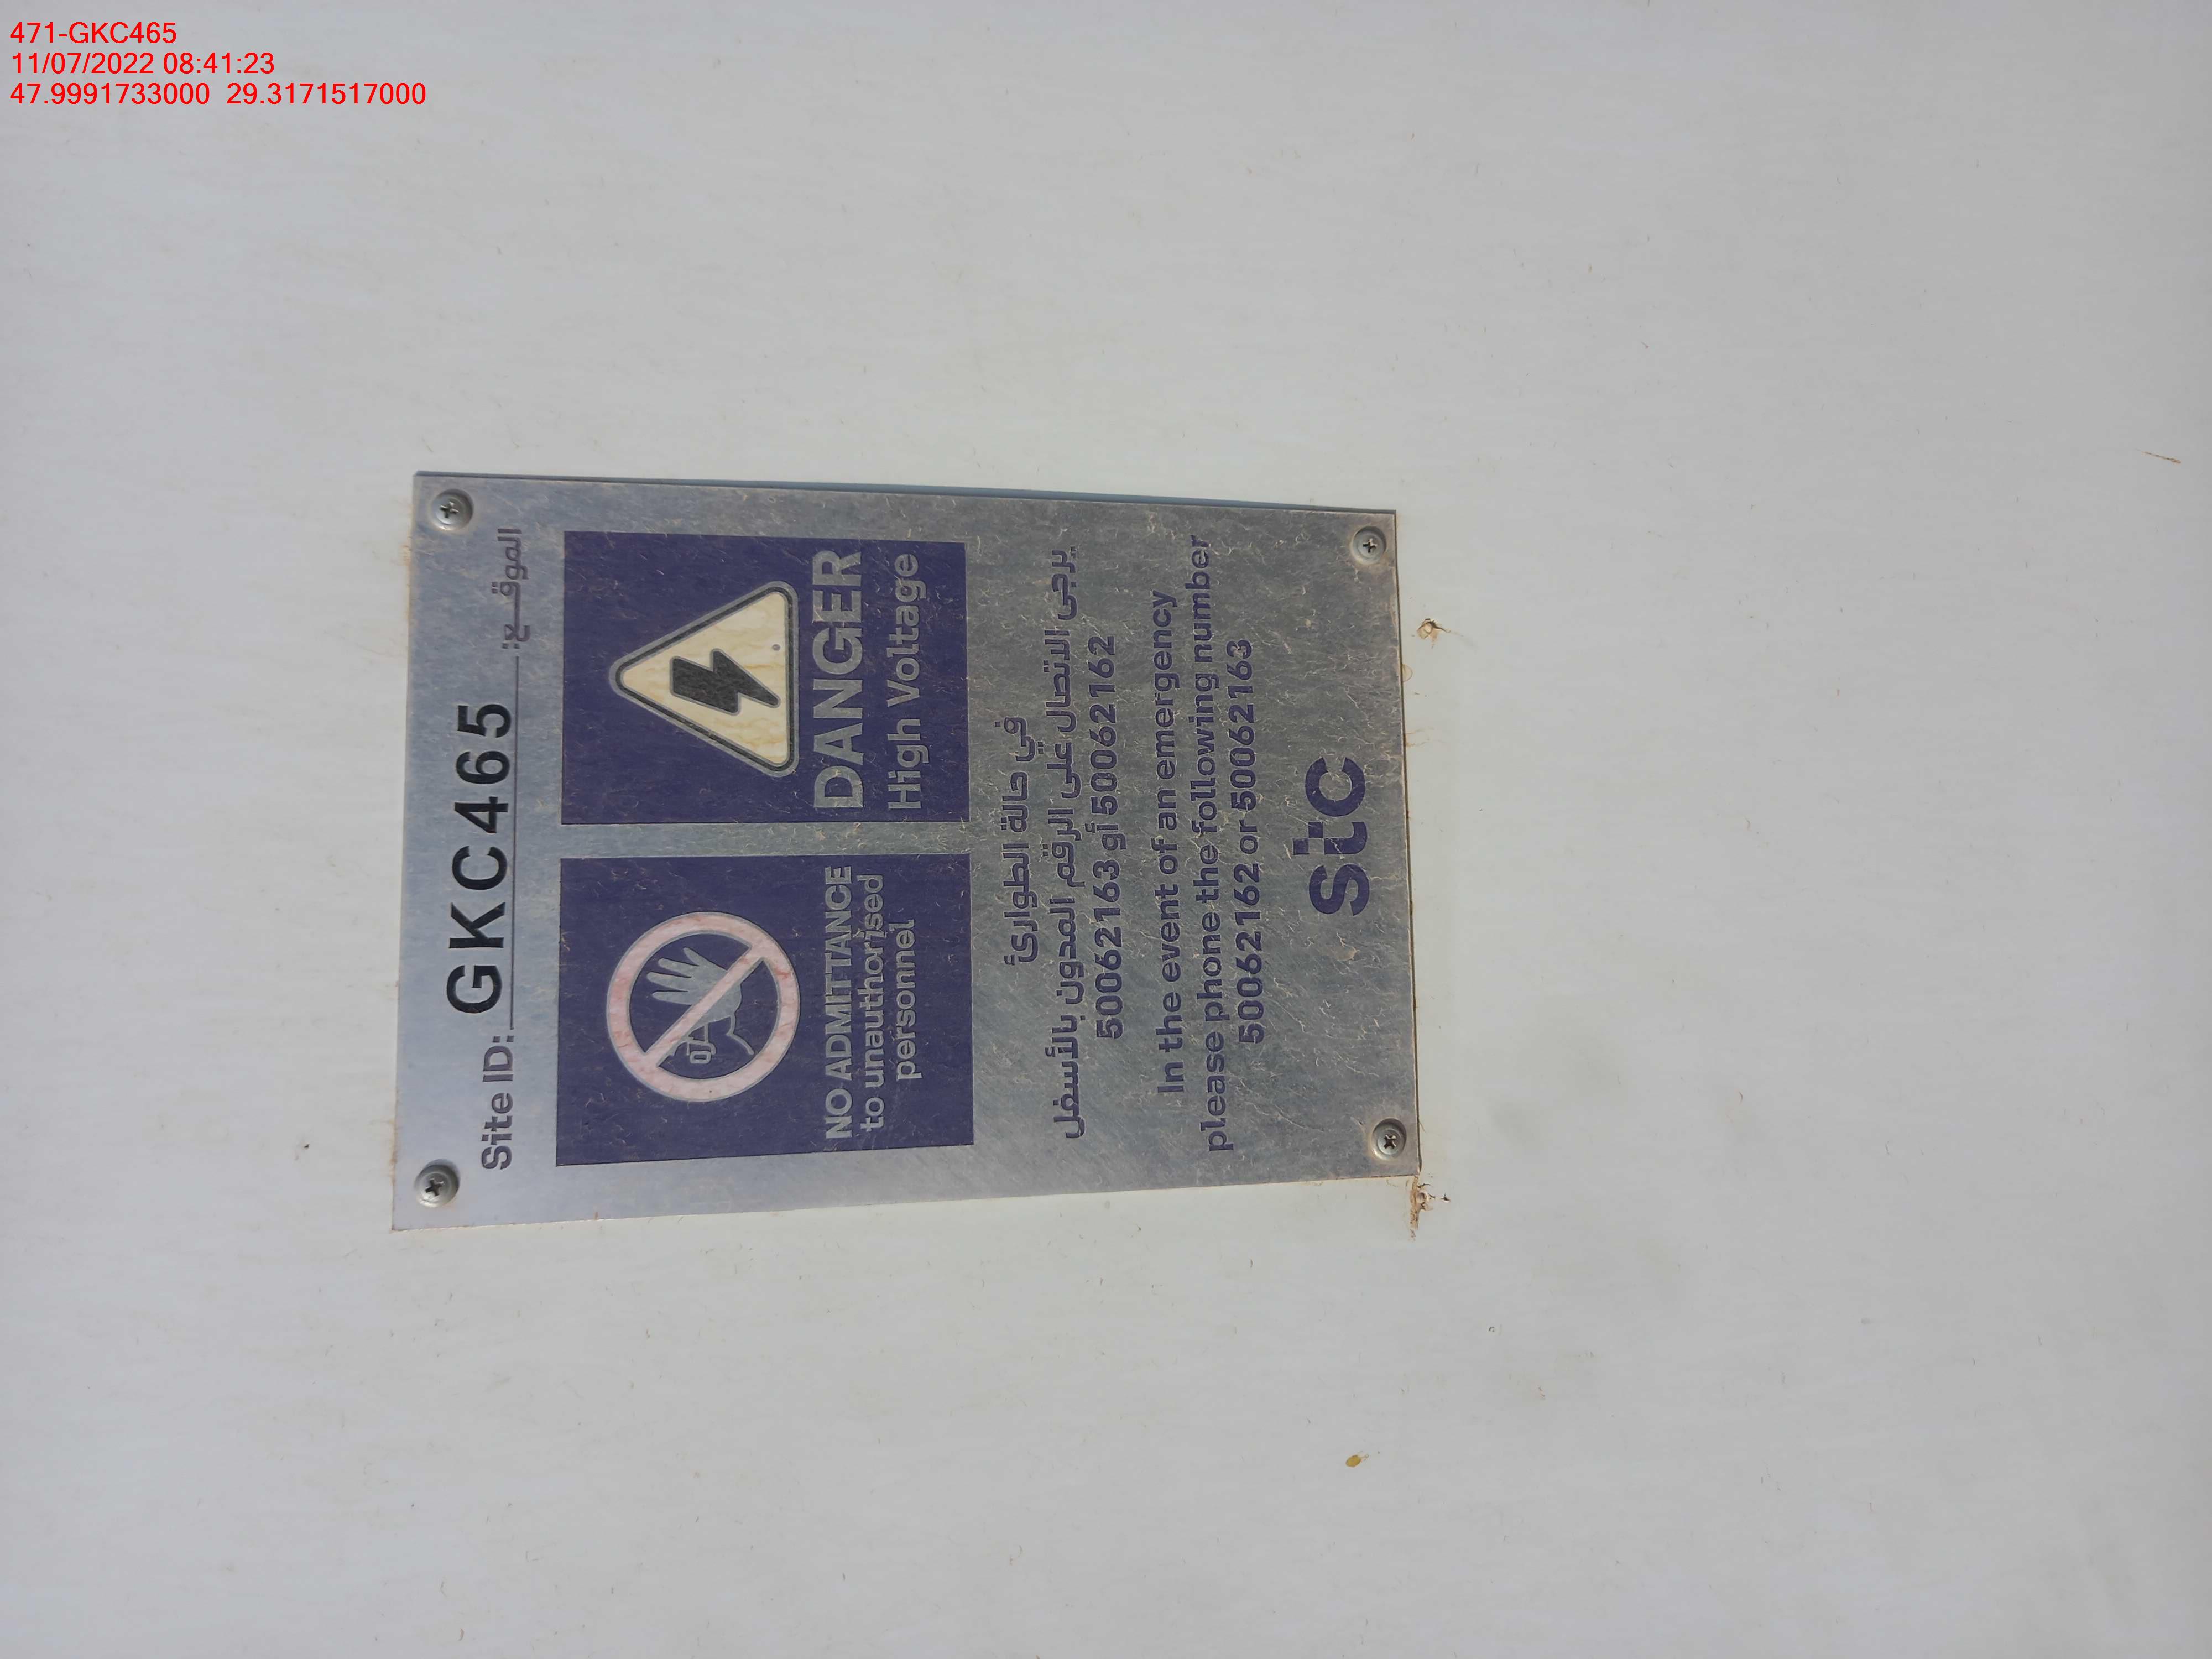 471-GKC465
11/07/2022 08:41:23
47.9991733000 29.3171517000
Site ID: GKC465 الموقـــع:
NO ADMITTANCE
to unauthorised
personnel
DANGER
High Voltage
في حالة الطوارئ
يرجى الاتصال على الرقم المدون بالأسفل
50062163 أو 50062162
In the event of an emergency
please phone the following number
50062162 or 50062163
stc